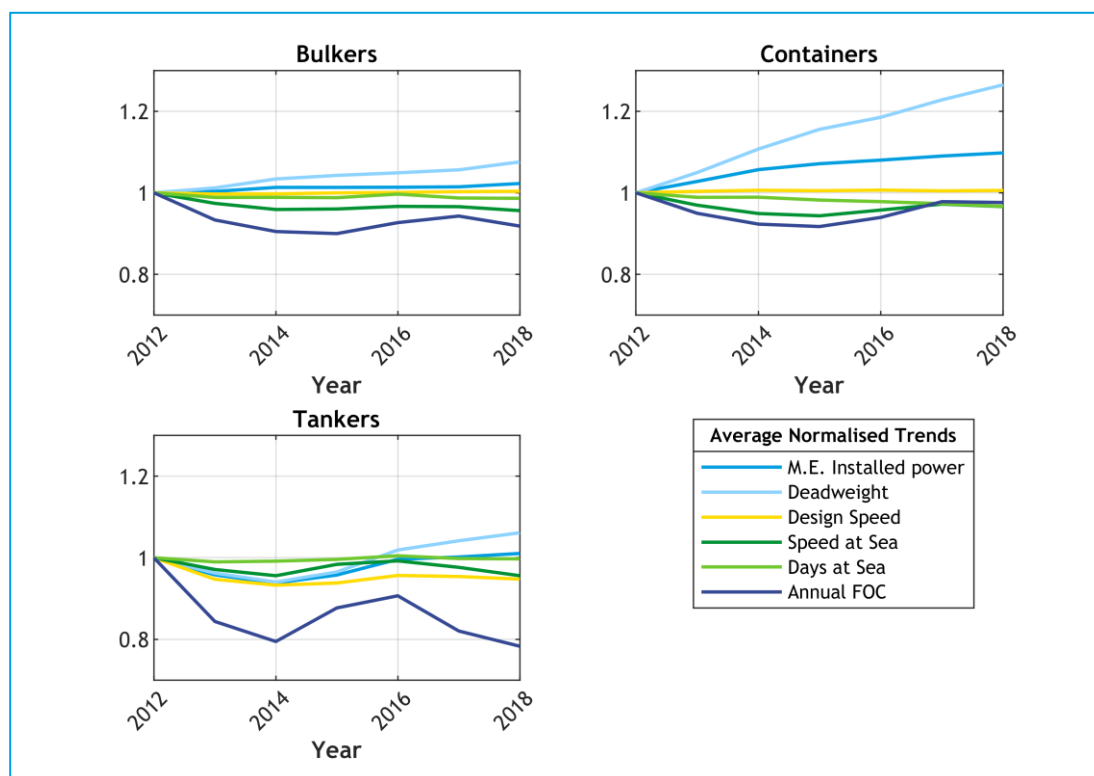 Bulkers
1.2
1
0.8
2012
2014
2016
2018
Year
Containers
1.2
1
0.8
2012
2014
2016
2018
Year
Tankers
1.2
1
0.8
2012
2014
2016
2018
Year
Average Normalised Trends
M.E. Installed power
Deadweight
Design Speed
Speed at Sea
Days at Sea
Annual FOC